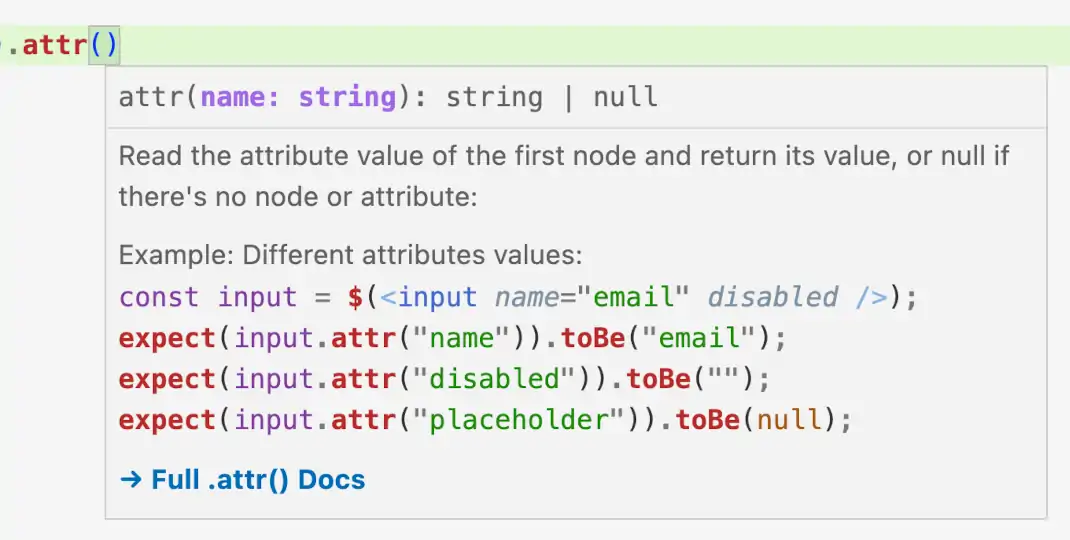 .attr()
attr(name: string): string | null
Read the attribute value of the first node and return its value, or null if
there's no node or attribute:
Example: Different attributes values:
const input = $(<input name="email" disabled />);
expect(input.attr("name")).toBe("email");
expect(input.attr("disabled")).toBe("");
expect(input.attr("placeholder")).toBe(null);
→ Full .attr() Docs